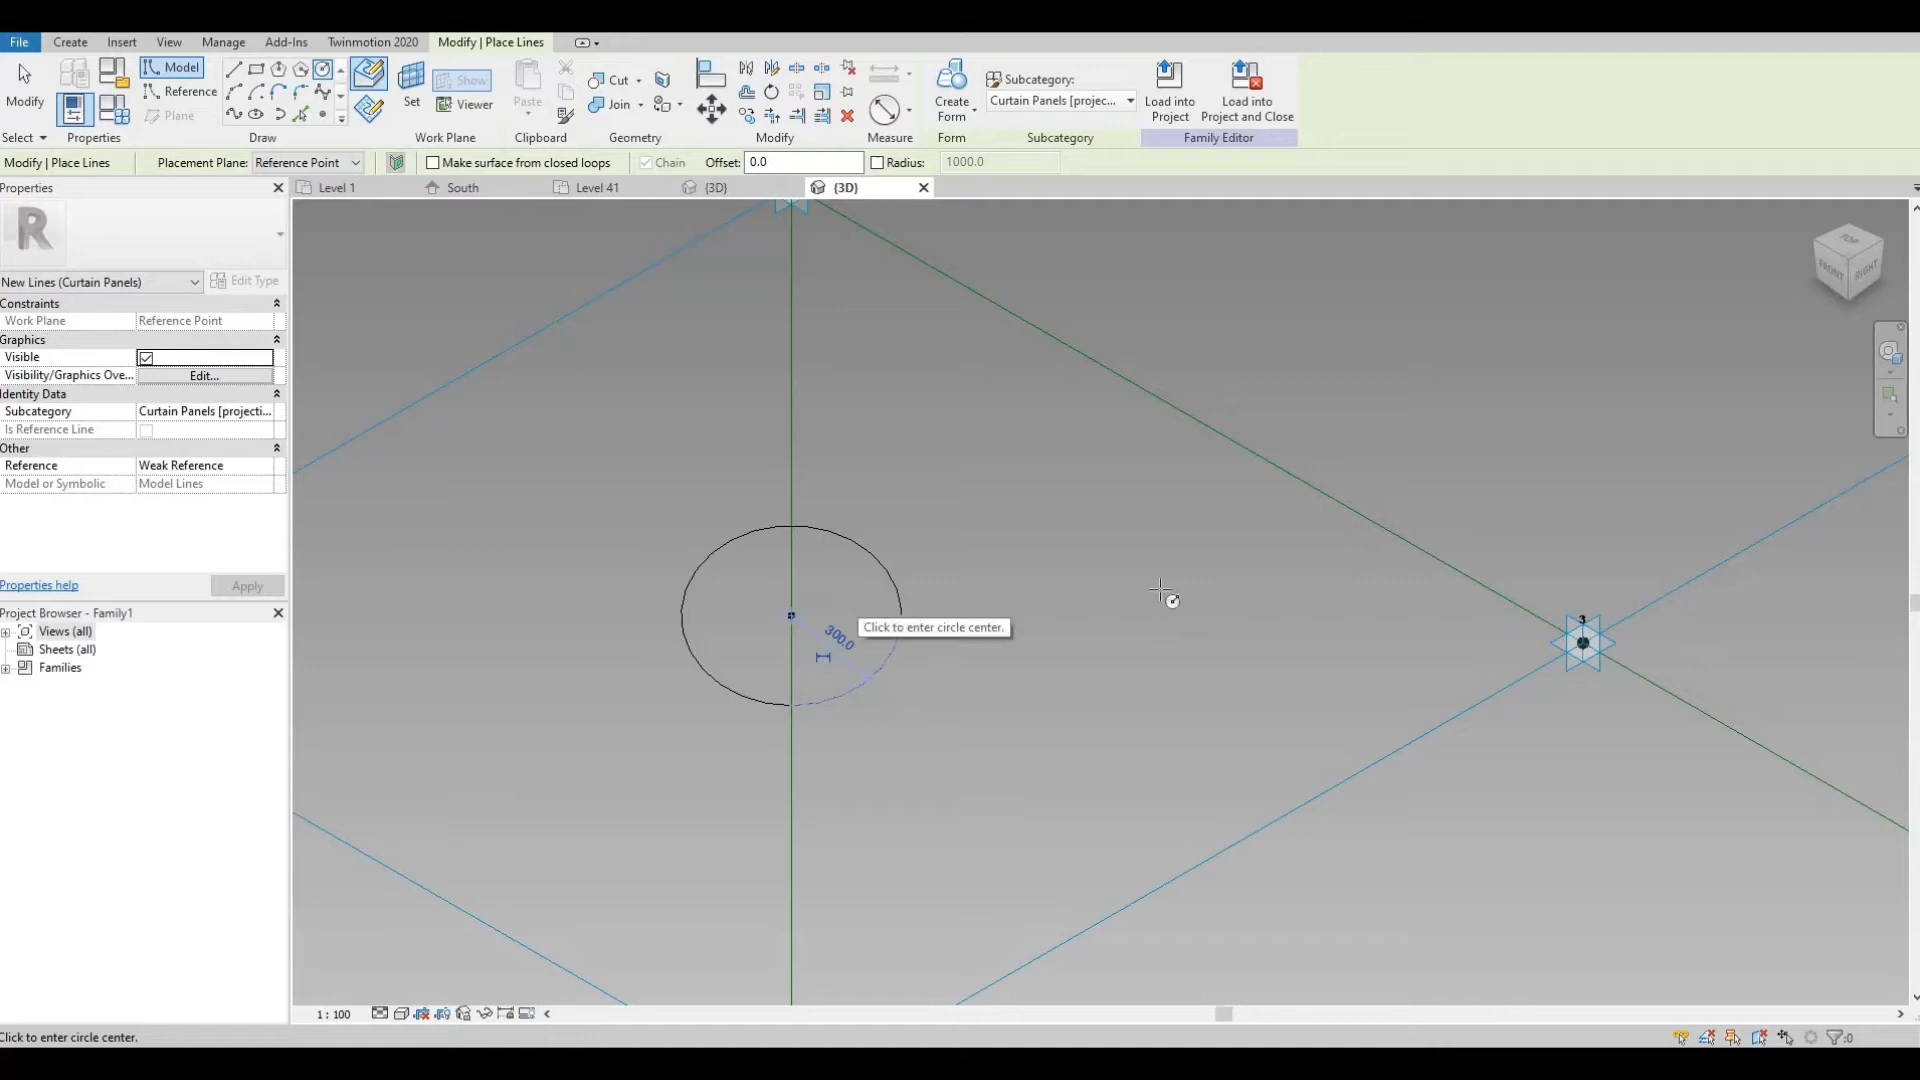 File Create Insert View Manage Add-Ins Twinmotion 2020 Modify | Place Lines
Modify Model Reference Plane Set Show Viewer Paste Cut Join Create Form Subcategory: Curtain Panels [projec... Load into Project Load into Project and Close
Select Properties Draw Work Plane Clipboard Geometry Modify Measure Form Subcategory Family Editor
Modify | Place Lines Placement Plane: Reference Point Make surface from closed loops Chain Offset: 0.0 Radius: 1000.0
Properties Level 1 South Level 41 {3D} {3D}
R
New Lines (Curtain Panels) Edit Type
Constraints
Work Plane Reference Point
Graphics
Visible
Visibility/Graphics Ove... Edit...
Identity Data
Subcategory Curtain Panels [projecti...
Is Reference Line
Other
Reference Weak Reference
Model or Symbolic Model Lines
Properties help Apply
Project Browser - Family1
Views (all)
Sheets (all)
Families
TOP
FRONT RIGHT
300.0
Click to enter circle center.
3
1 : 100
Click to enter circle center. :0